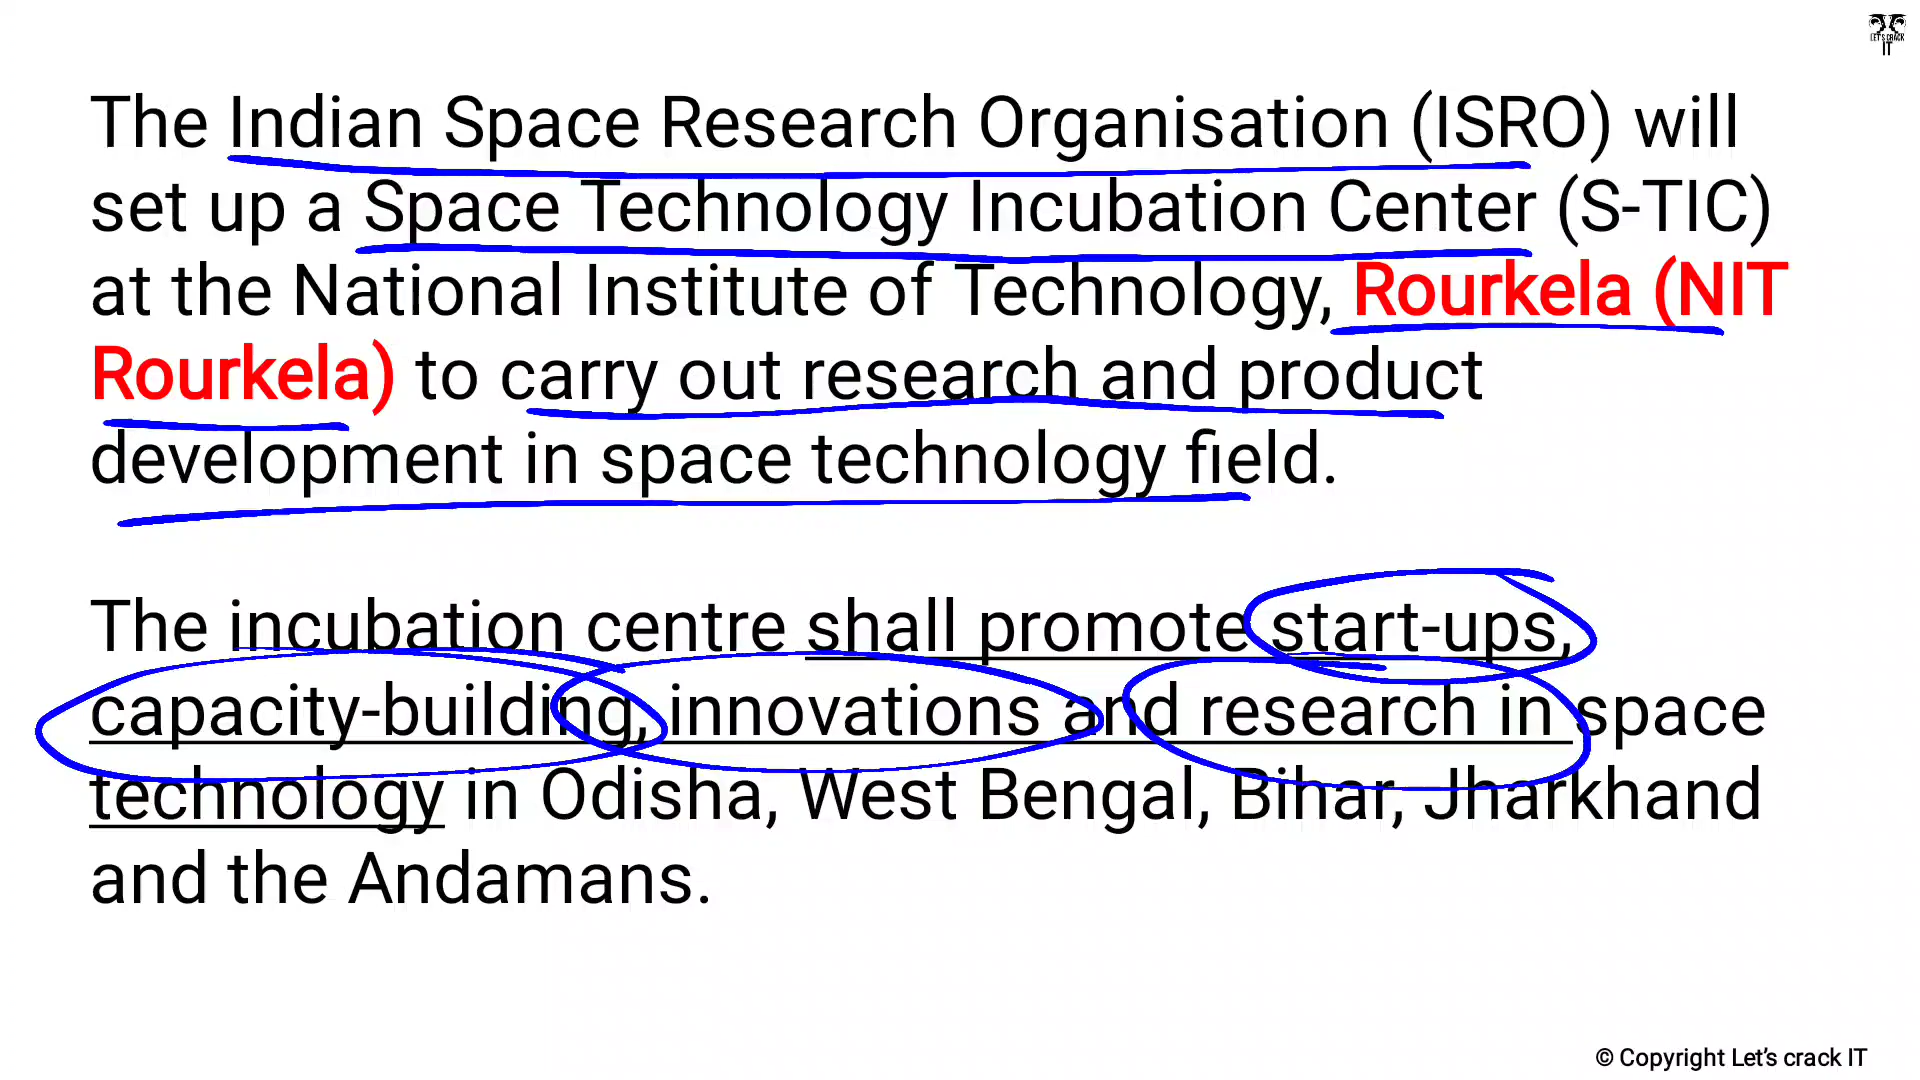 LET'S CRACK
IT
The Indian Space Research Organisation (ISRO) will
set up a Space Technology Incubation Center (S-TIC)
at the National Institute of Technology, Rourkela (NIT
Rourkela) to carry out research and product
development in space technology field.
The incubation centre shall promote start-ups,
capacity-building, innovations and research in space
technology in Odisha, West Bengal, Bihar, Jharkhand
and the Andamans.
© Copyright Let's crack IT